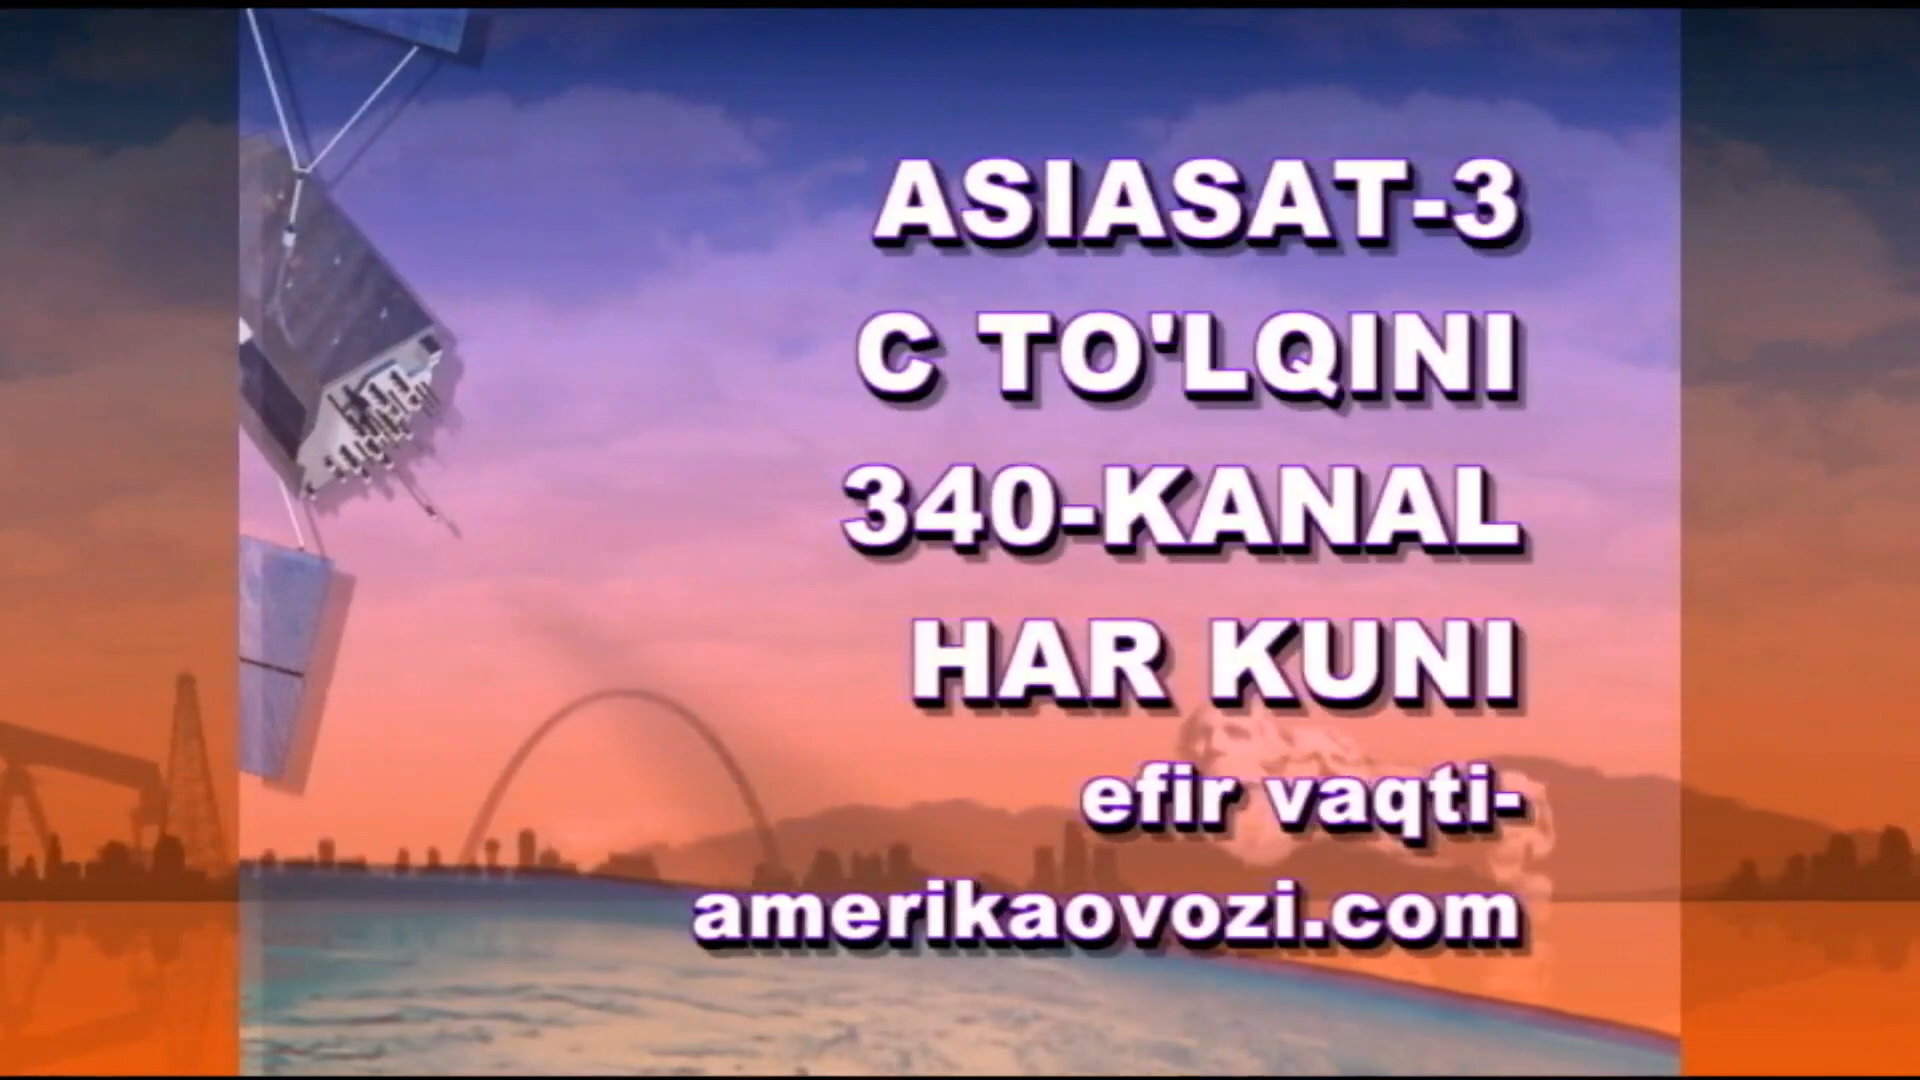 ASIASAT-3
C TO'LQINI
340-KANAL
HAR KUNI
efir vaqti-
amerikaovozi.com